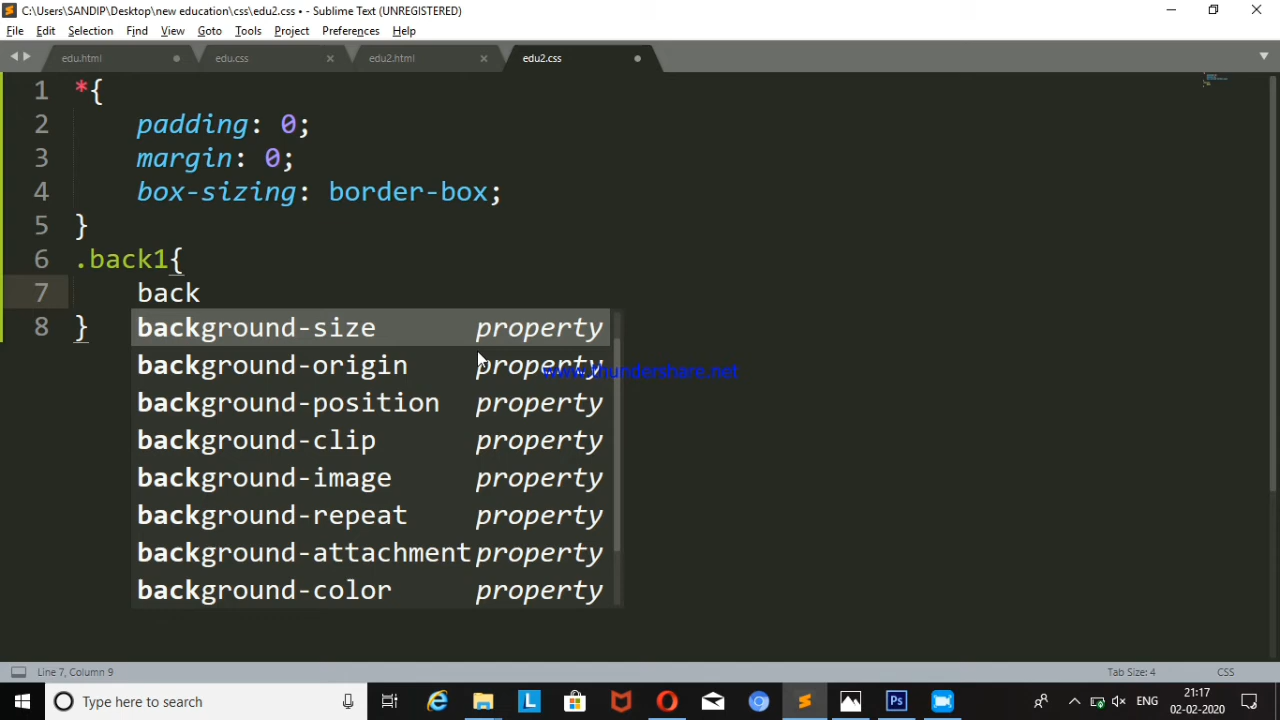 C:\Users\SANDIP\Desktop\new education\css\edu2.css • - Sublime Text (UNREGISTERED)
File Edit Selection Find View Goto Tools Project Preferences Help
edu.html edu.css edu2.html edu2.css
1 *{
2 padding: 0;
3 margin: 0;
4 box-sizing: border-box;
5 }
6 .back1{
7 back
8 }
background-size property
background-origin property
background-position property
background-clip property
background-image property
background-repeat property
background-attachment property
background-color property
www.thundershare.net
Line 7, Column 9 Tab Size: 4 CSS
Type here to search ENG 21:17
02-02-2020